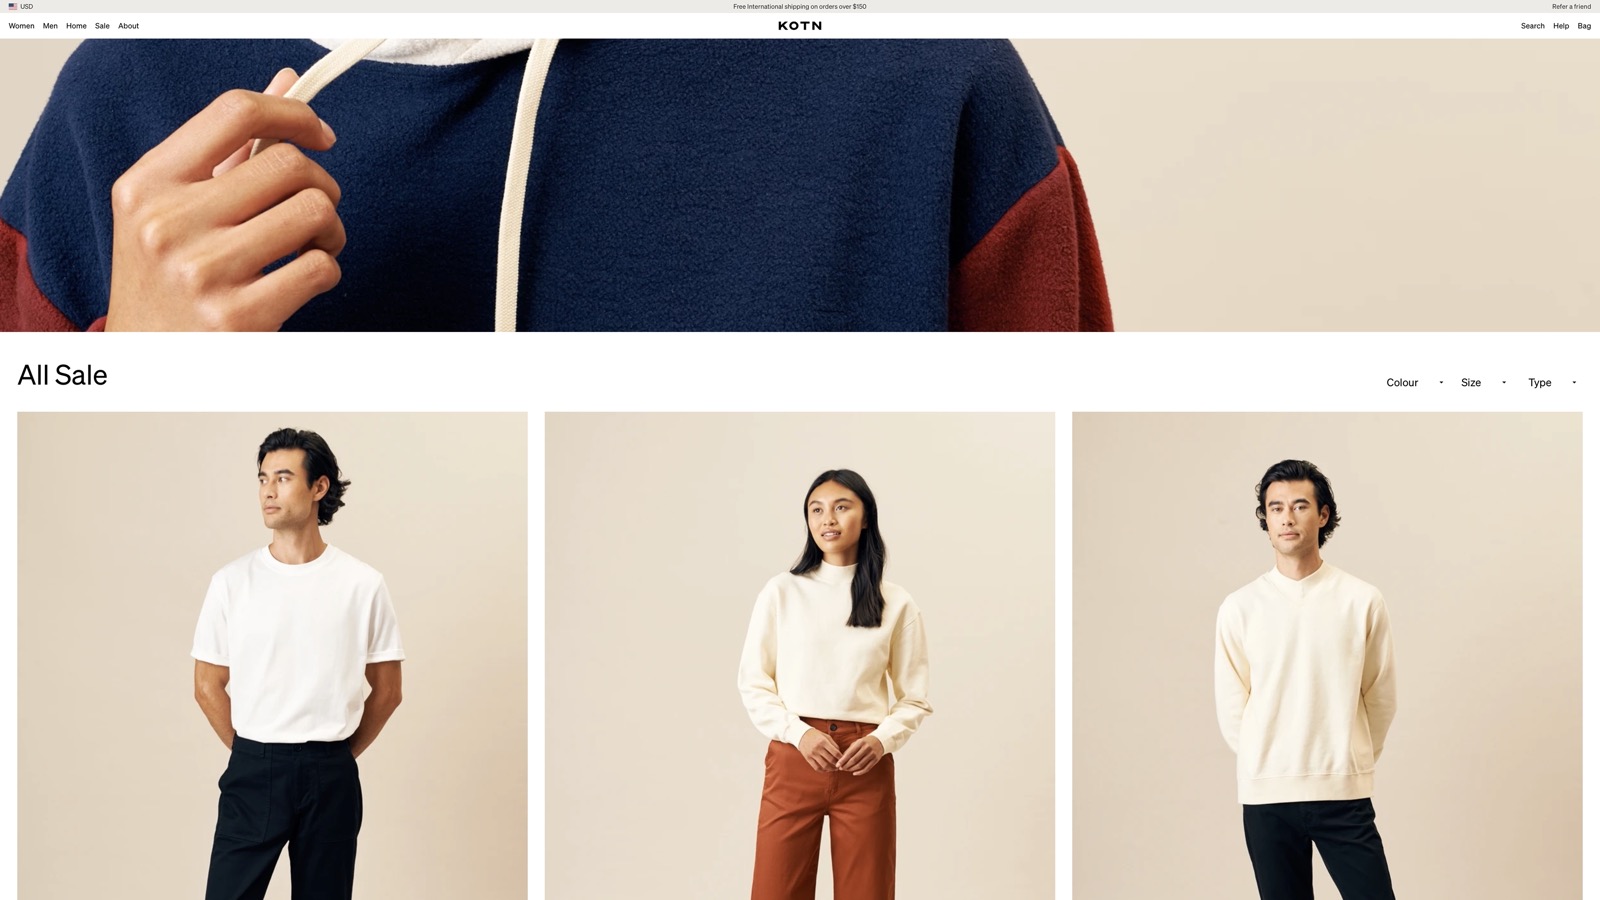 USD
Free International shipping on orders over $150
Refer a friend
Women Men Home Sale About
KOTN
Search Help Bag
All Sale
Colour Size Type